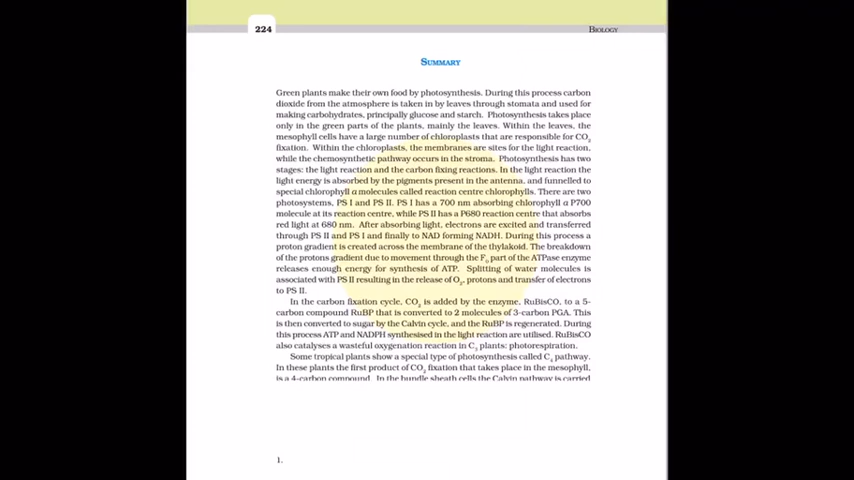 224
BIOLOGY
SUMMARY
Green plants make their own food by photosynthesis. During this process carbon
dioxide from the atmosphere is taken in by leaves through stomata and used for
making carbohydrates, principally glucose and starch. Photosynthesis takes place
only in the green parts of the plants, mainly the leaves. Within the leaves, the
mesophyll cells have a large number of chloroplasts that are responsible for CO₂
fixation. Within the chloroplasts, the membranes are sites for the light reaction,
while the chemosynthetic pathway occurs in the stroma. Photosynthesis has two
stages: the light reaction and the carbon fixing reactions. In the light reaction the
light energy is absorbed by the pigments present in the antenna, and funnelled to
special chlorophyll a molecules called reaction centre chlorophylls. There are two
photosystems, PS I and PS II. PS I has a 700 nm absorbing chlorophyll a P700
molecule at its reaction centre, while PS II has a P680 reaction centre that absorbs
red light at 680 nm. After absorbing light, electrons are excited and transferred
through PS II and PS I and finally to NAD forming NADH. During this process a
proton gradient is created across the membrane of the thylakoid. The breakdown
of the protons gradient due to movement through the F₀ part of the ATPase enzyme
releases enough energy for synthesis of ATP. Splitting of water molecules is
associated with PS II resulting in the release of O₂, protons and transfer of electrons
to PS II.
In the carbon fixation cycle, CO₂ is added by the enzyme, RuBisCO, to a 5-
carbon compound RuBP that is converted to 2 molecules of 3-carbon PGA. This
is then converted to sugar by the Calvin cycle, and the RuBP is regenerated. During
this process ATP and NADPH synthesised in the light reaction are utilised. RuBisCO
also catalyses a wasteful oxygenation reaction in C₃ plants: photorespiration.
Some tropical plants show a special type of photosynthesis called C₄ pathway.
In these plants the first product of CO₂ fixation that takes place in the mesophyll,
is a 4-carbon compound. In the bundle sheath cells the Calvin pathway is carried
1.